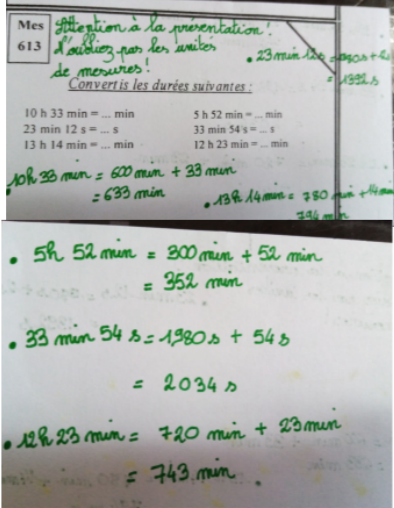 Mes
613
Attention à la présentation !
N'oubliez pas les unités
de mesures !
Convertis les durées suivantes :
• 23 min 12 s =
= 1392 s
10 h 33 min = ... min
5 h 52 min = ... min
23 min 12 s = ... s
33 min 54 s = ... s
13 h 14 min = ... min
12 h 23 min = ... min
• 10h 33 min = 600 min + 33 min
= 633 min
• 13h 14 min = 780 min + 14 min
794 min
• 5h 52 min = 300 min + 52 min
= 352 min
• 33 min 54 s = 1980 s + 54 s
= 2034 s
• 12h 23 min = 720 min + 23 min
= 743 min.